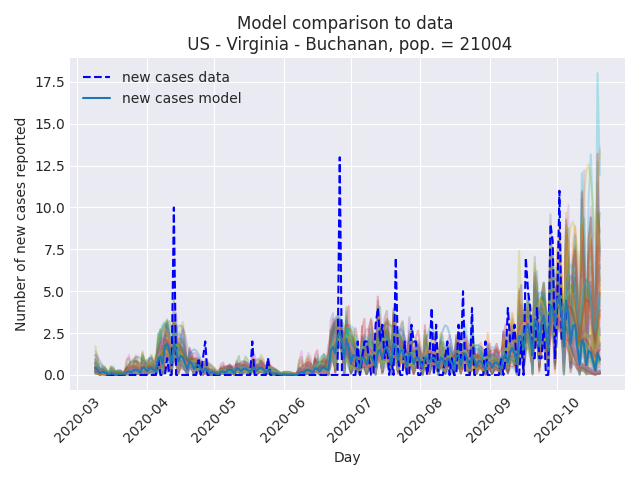 Model comparison to data
US - Virginia - Buchanan, pop. = 21004
new cases data
new cases model
Number of new cases reported
17.5
15.0
12.5
10.0
7.5
5.0
2.5
0.0
2020-03
2020-04
2020-05
2020-06
2020-07
2020-08
2020-09
2020-10
Day